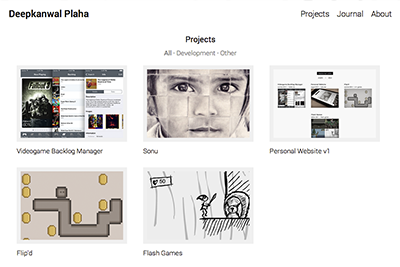 Deepkanwal Plaha
Projects Journal About
Projects
All · Development · Other
Videogame Backlog Manager
Sonu
Personal Website v1
50
Flip'd
Flash Games